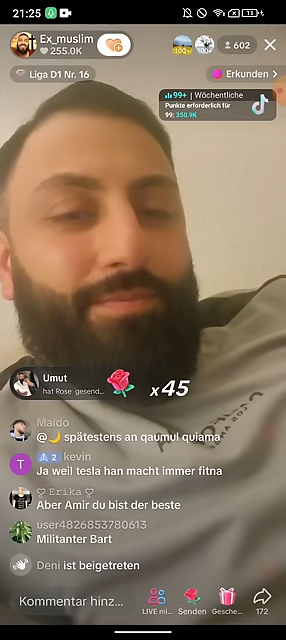 21:25
Ex_muslim
255.0K
100
602
Liga D1 Nr. 16
Erkunden >
99+ | Wöchentliche
Punkte erforderlich für
99: 350.9K
Umut
hat Rose gesend...
x45
Maido
@🌙 spätestens an qaumul quiama
T 2 kevin
Ja weil tesla han macht immer fitna
Erika
Aber Amir du bist der beste
user4826853780613
Militanter Bart
Deni ist beigetreten
Kommentar hinz...
LIVE mi...
Senden
Gesche...
172